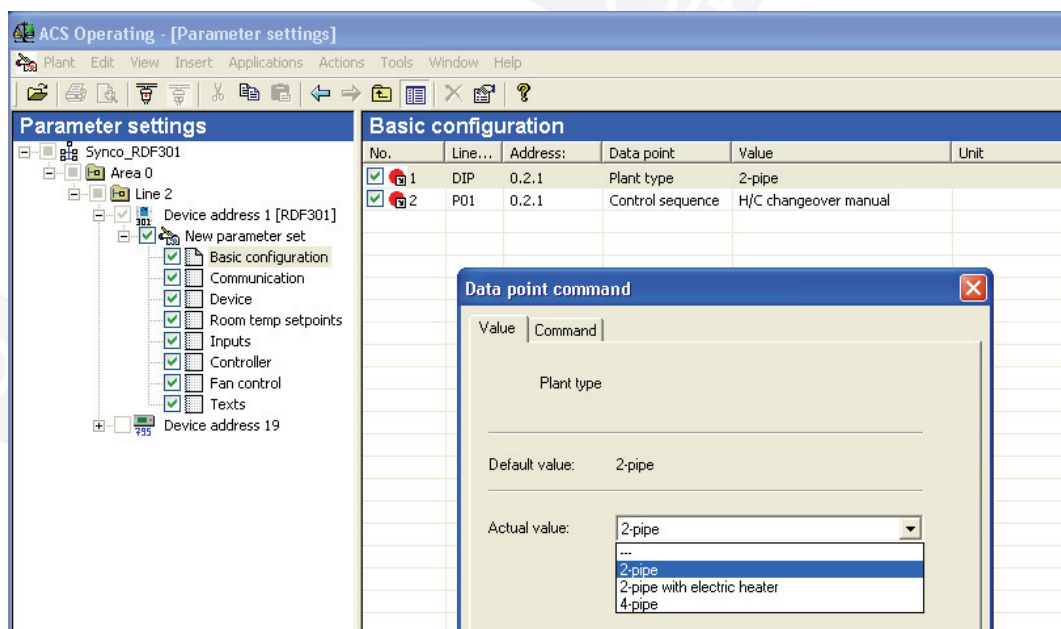 ACS Operating - [Parameter settings]
Plant Edit View Insert Applications Actions Tools Window Help
Parameter settings
Synco_RDF301
Area 0
Line 2
301
Device address 1 [RDF301]
New parameter set
Basic configuration
Communication
Device
Room temp setpoints
Inputs
Controller
Fan control
Texts
795
Device address 19
Basic configuration
No. Line... Address: Data point Value Unit
1 DIP 0.2.1 Plant type 2-pipe
2 P01 0.2.1 Control sequence H/C changeover manual
Data point command
Value Command
Plant type
Default value: 2-pipe
Actual value: 2-pipe
---
2-pipe
2-pipe with electric heater
4-pipe